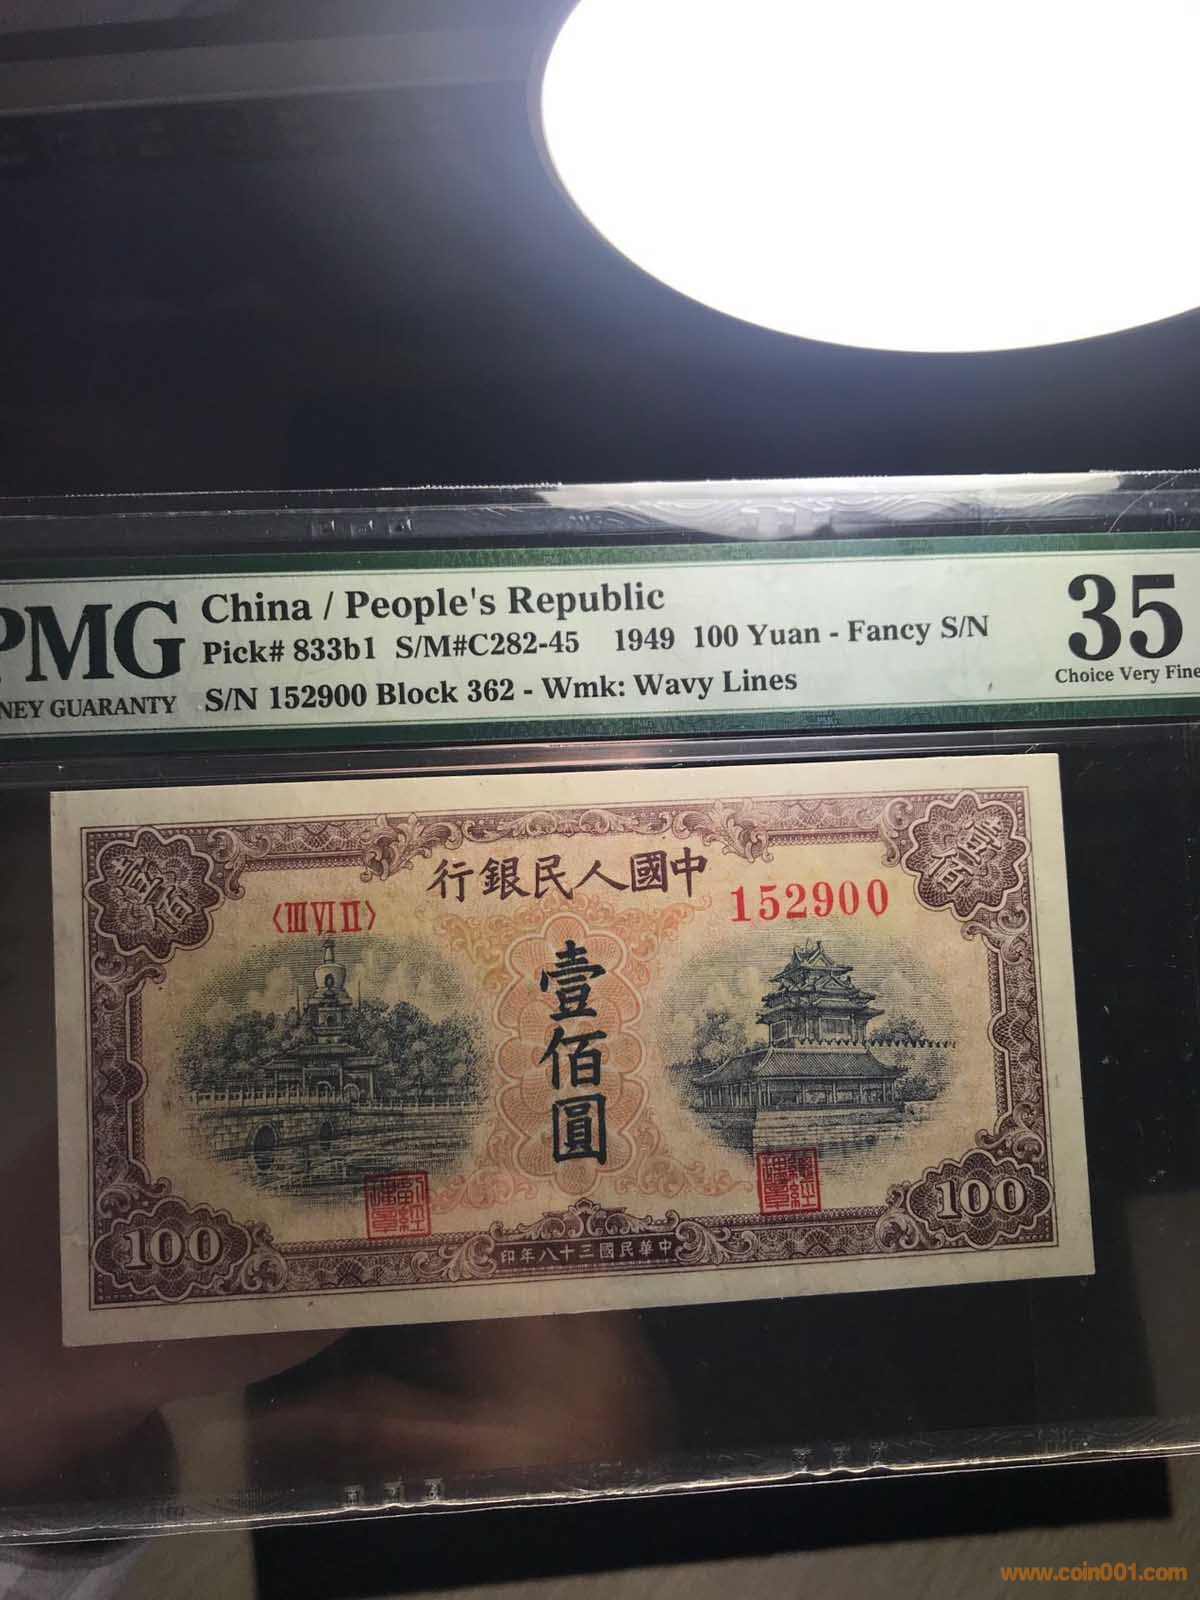 PMG
NEY GUARANTY
China / People's Republic
Pick# 833b1 S/M#C282-45 1949 100 Yuan - Fancy S/N
S/N 152900 Block 362 - Wmk: Wavy Lines
35
Choice Very Fine
行銀民人國中
〈III VI II〉
152900
壹佰
壹佰
壹佰圓
100
100
印年八十三國民華中
www.coin001.com